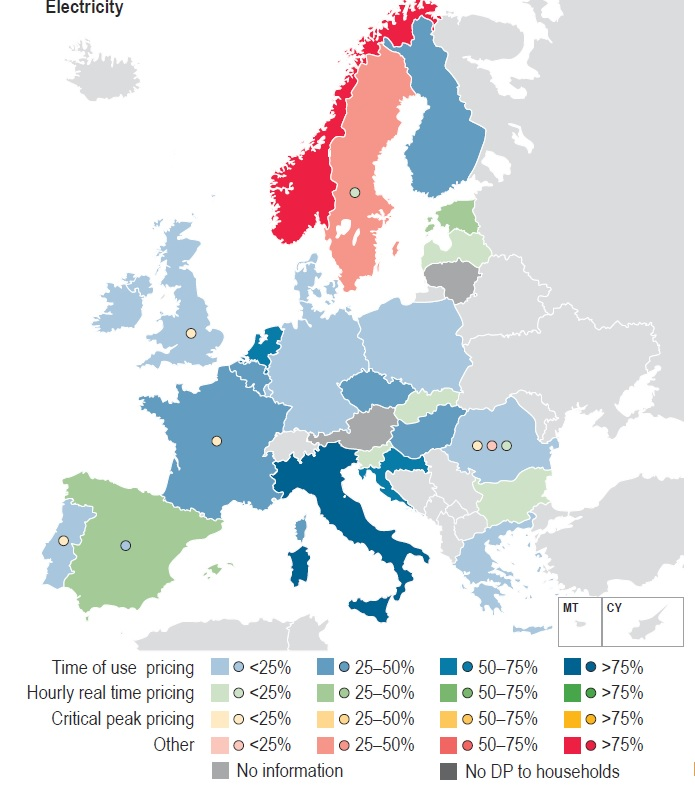 Electricity
MT CY
Time of use pricing <25% 25–50% 50–75% >75%
Hourly real time pricing <25% 25–50% 50–75% >75%
Critical peak pricing <25% 25–50% 50–75% >75%
Other <25% 25–50% 50–75% >75%
No information No DP to households